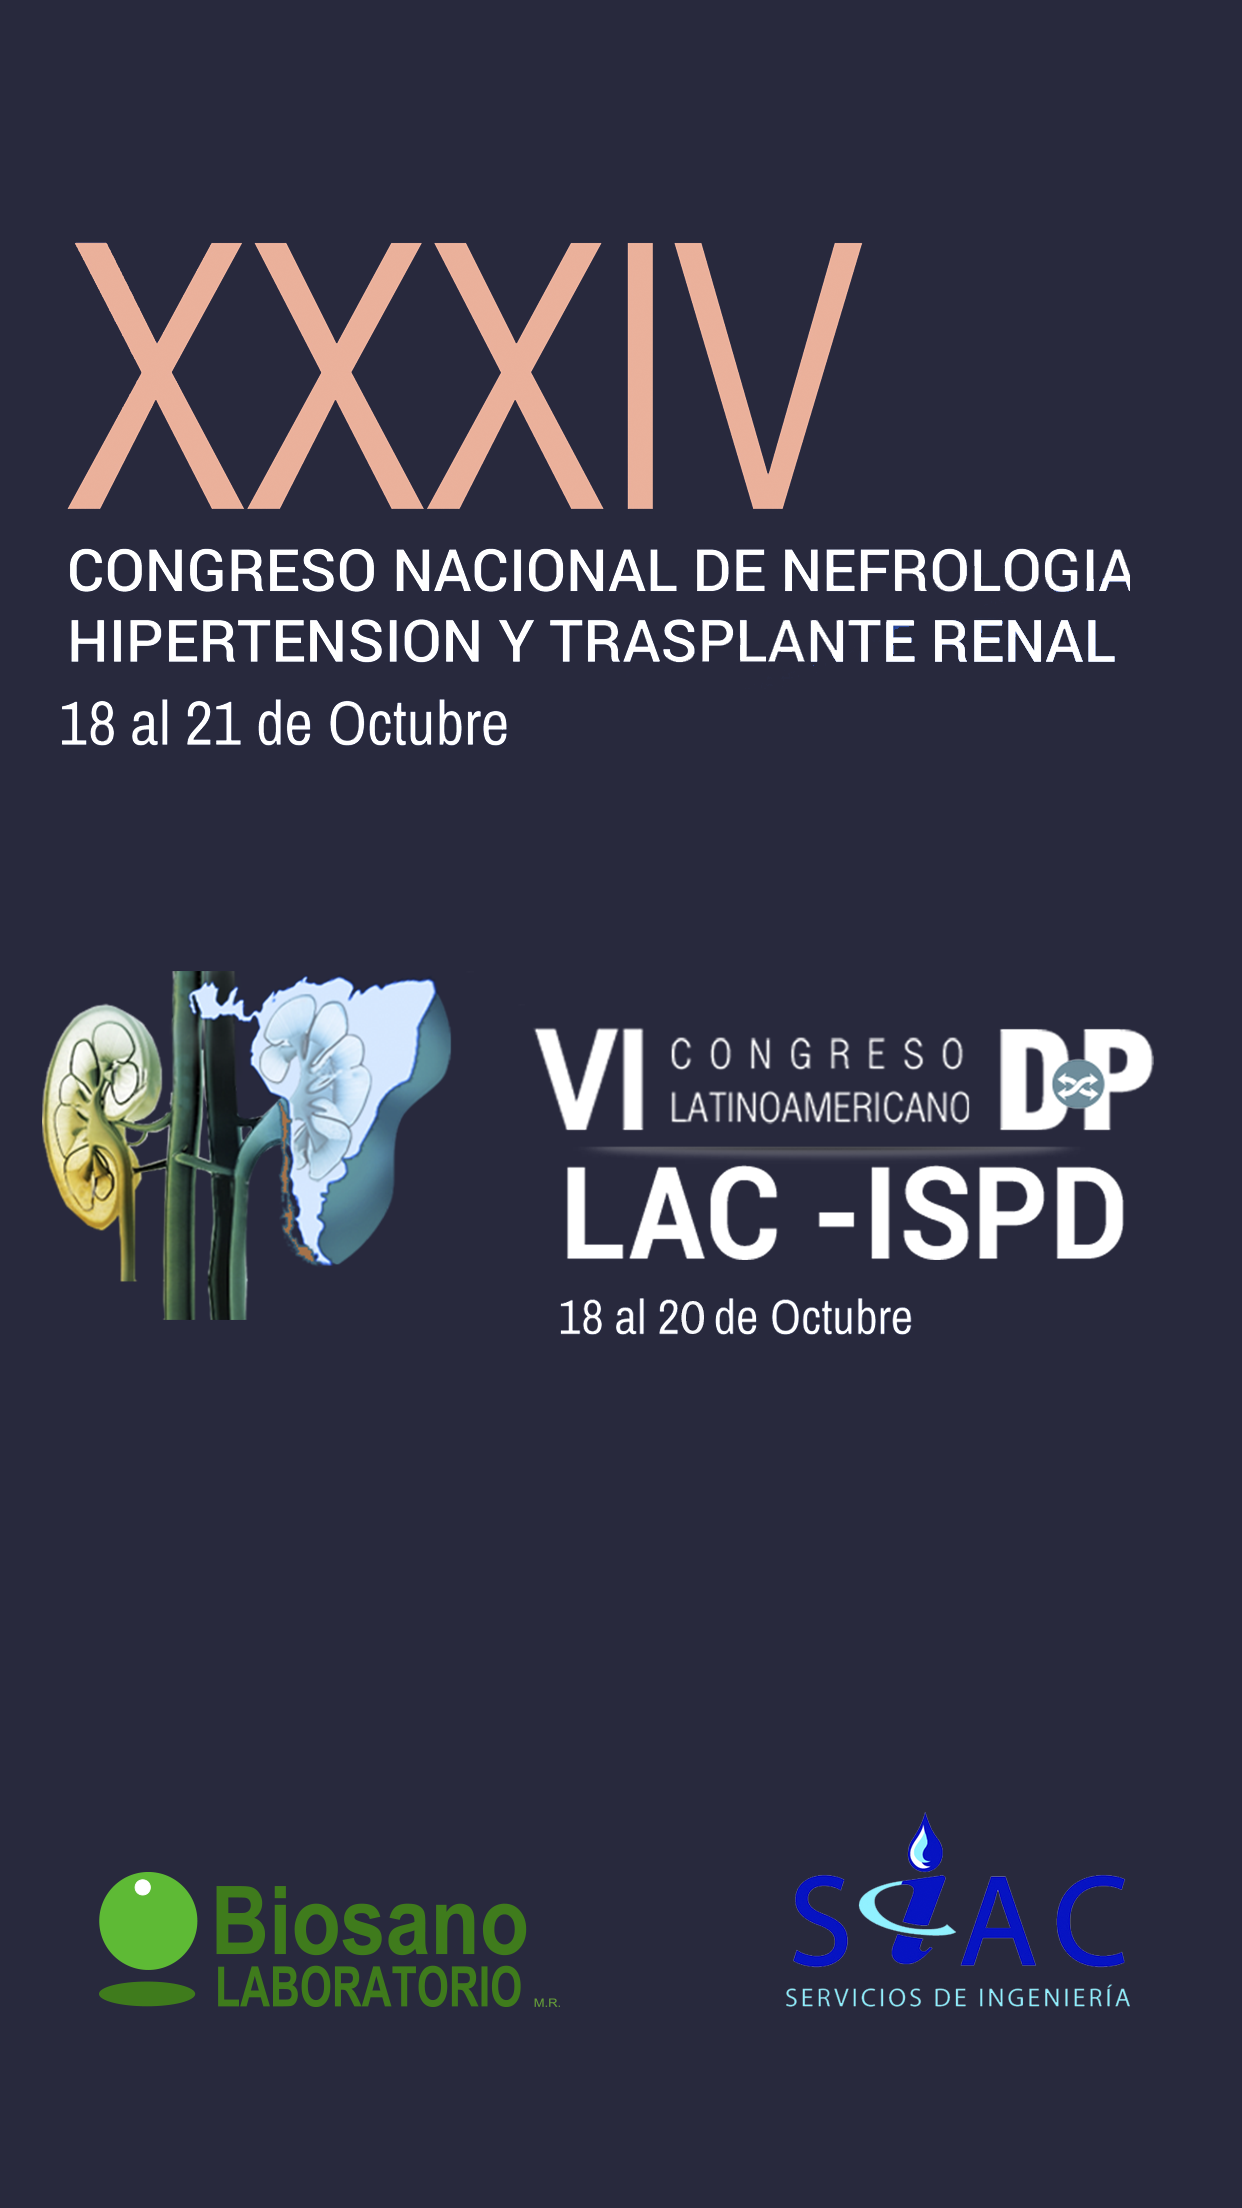 XXXIV
CONGRESO NACIONAL DE NEFROLOGIA
HIPERTENSION Y TRASPLANTE RENAL
18 al 21 de Octubre
VI CONGRESO LATINOAMERICANO DP
LAC -ISPD
18 al 20 de Octubre
Biosano
LABORATORIO M.R.
SiAC
SERVICIOS DE INGENIERÍA